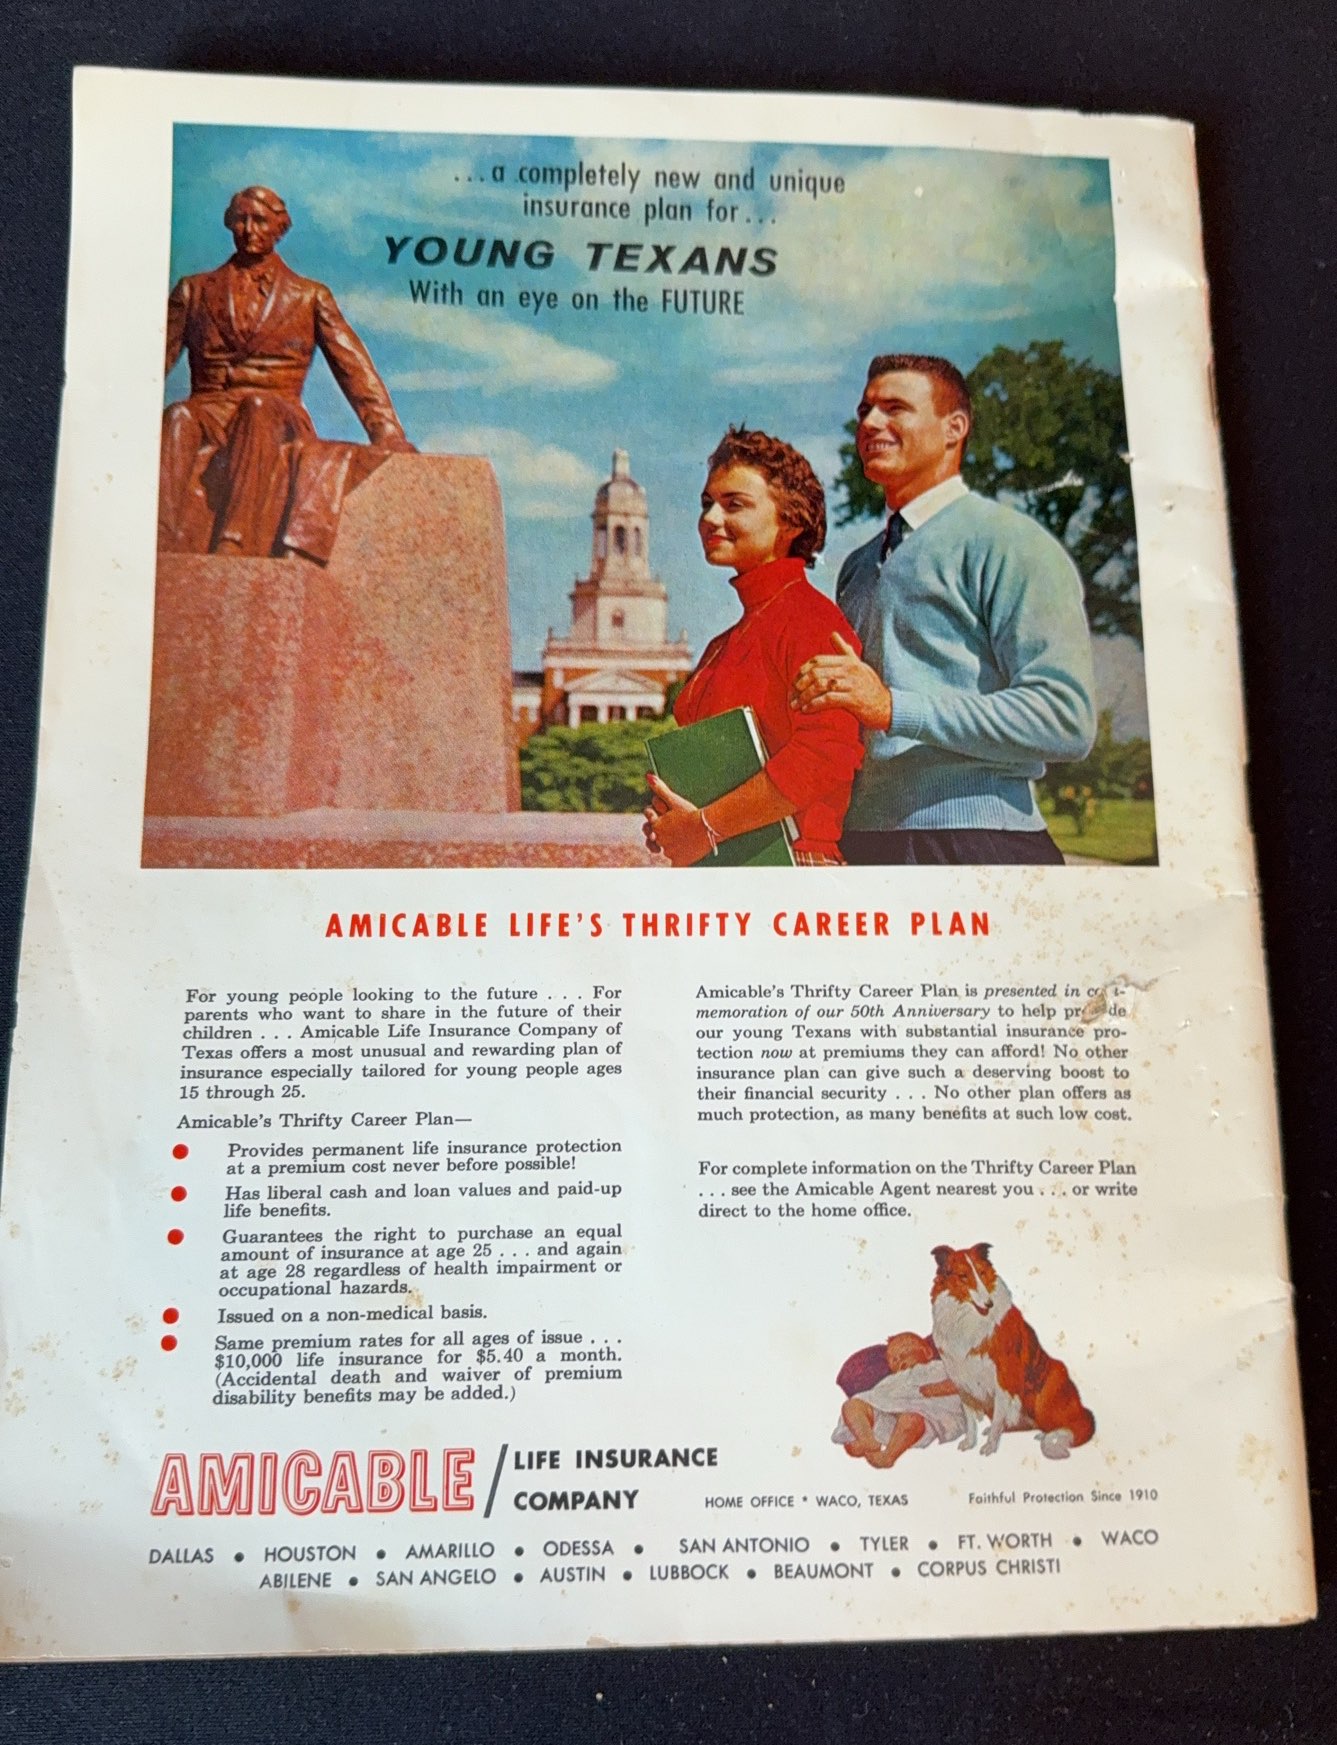 ...a completely new and unique
insurance plan for...
YOUNG TEXANS
With an eye on the FUTURE
AMICABLE LIFE'S THRIFTY CAREER PLAN
For young people looking to the future . . . For
parents who want to share in the future of their
children . . . Amicable Life Insurance Company of
Texas offers a most unusual and rewarding plan of
insurance especially tailored for young people ages
15 through 25.
Amicable's Thrifty Career Plan—
● Provides permanent life insurance protection
at a premium cost never before possible!
● Has liberal cash and loan values and paid-up
life benefits.
● Guarantees the right to purchase an equal
amount of insurance at age 25 . . . and again
at age 28 regardless of health impairment or
occupational hazards.
● Issued on a non-medical basis.
● Same premium rates for all ages of issue . . .
$10,000 life insurance for $5.40 a month.
(Accidental death and waiver of premium
disability benefits may be added.)
Amicable's Thrifty Career Plan is presented in
memoration of our 50th Anniversary to help
our young Texans with substantial insurance pro-
tection now at premiums they can afford! No other
insurance plan can give such a deserving boost to
their financial security . . . No other plan offers as
much protection, as many benefits at such low cost.
For complete information on the Thrifty Career Plan
. . . see the Amicable Agent nearest you . . . or write
direct to the home office.
AMICABLE / LIFE INSURANCE
COMPANY
HOME OFFICE * WACO, TEXAS
Faithful Protection Since 1910
DALLAS ● HOUSTON ● AMARILLO ● ODESSA ● SAN ANTONIO ● TYLER ● FT. WORTH ● WACO
ABILENE ● SAN ANGELO ● AUSTIN ● LUBBOCK ● BEAUMONT ● CORPUS CHRISTI